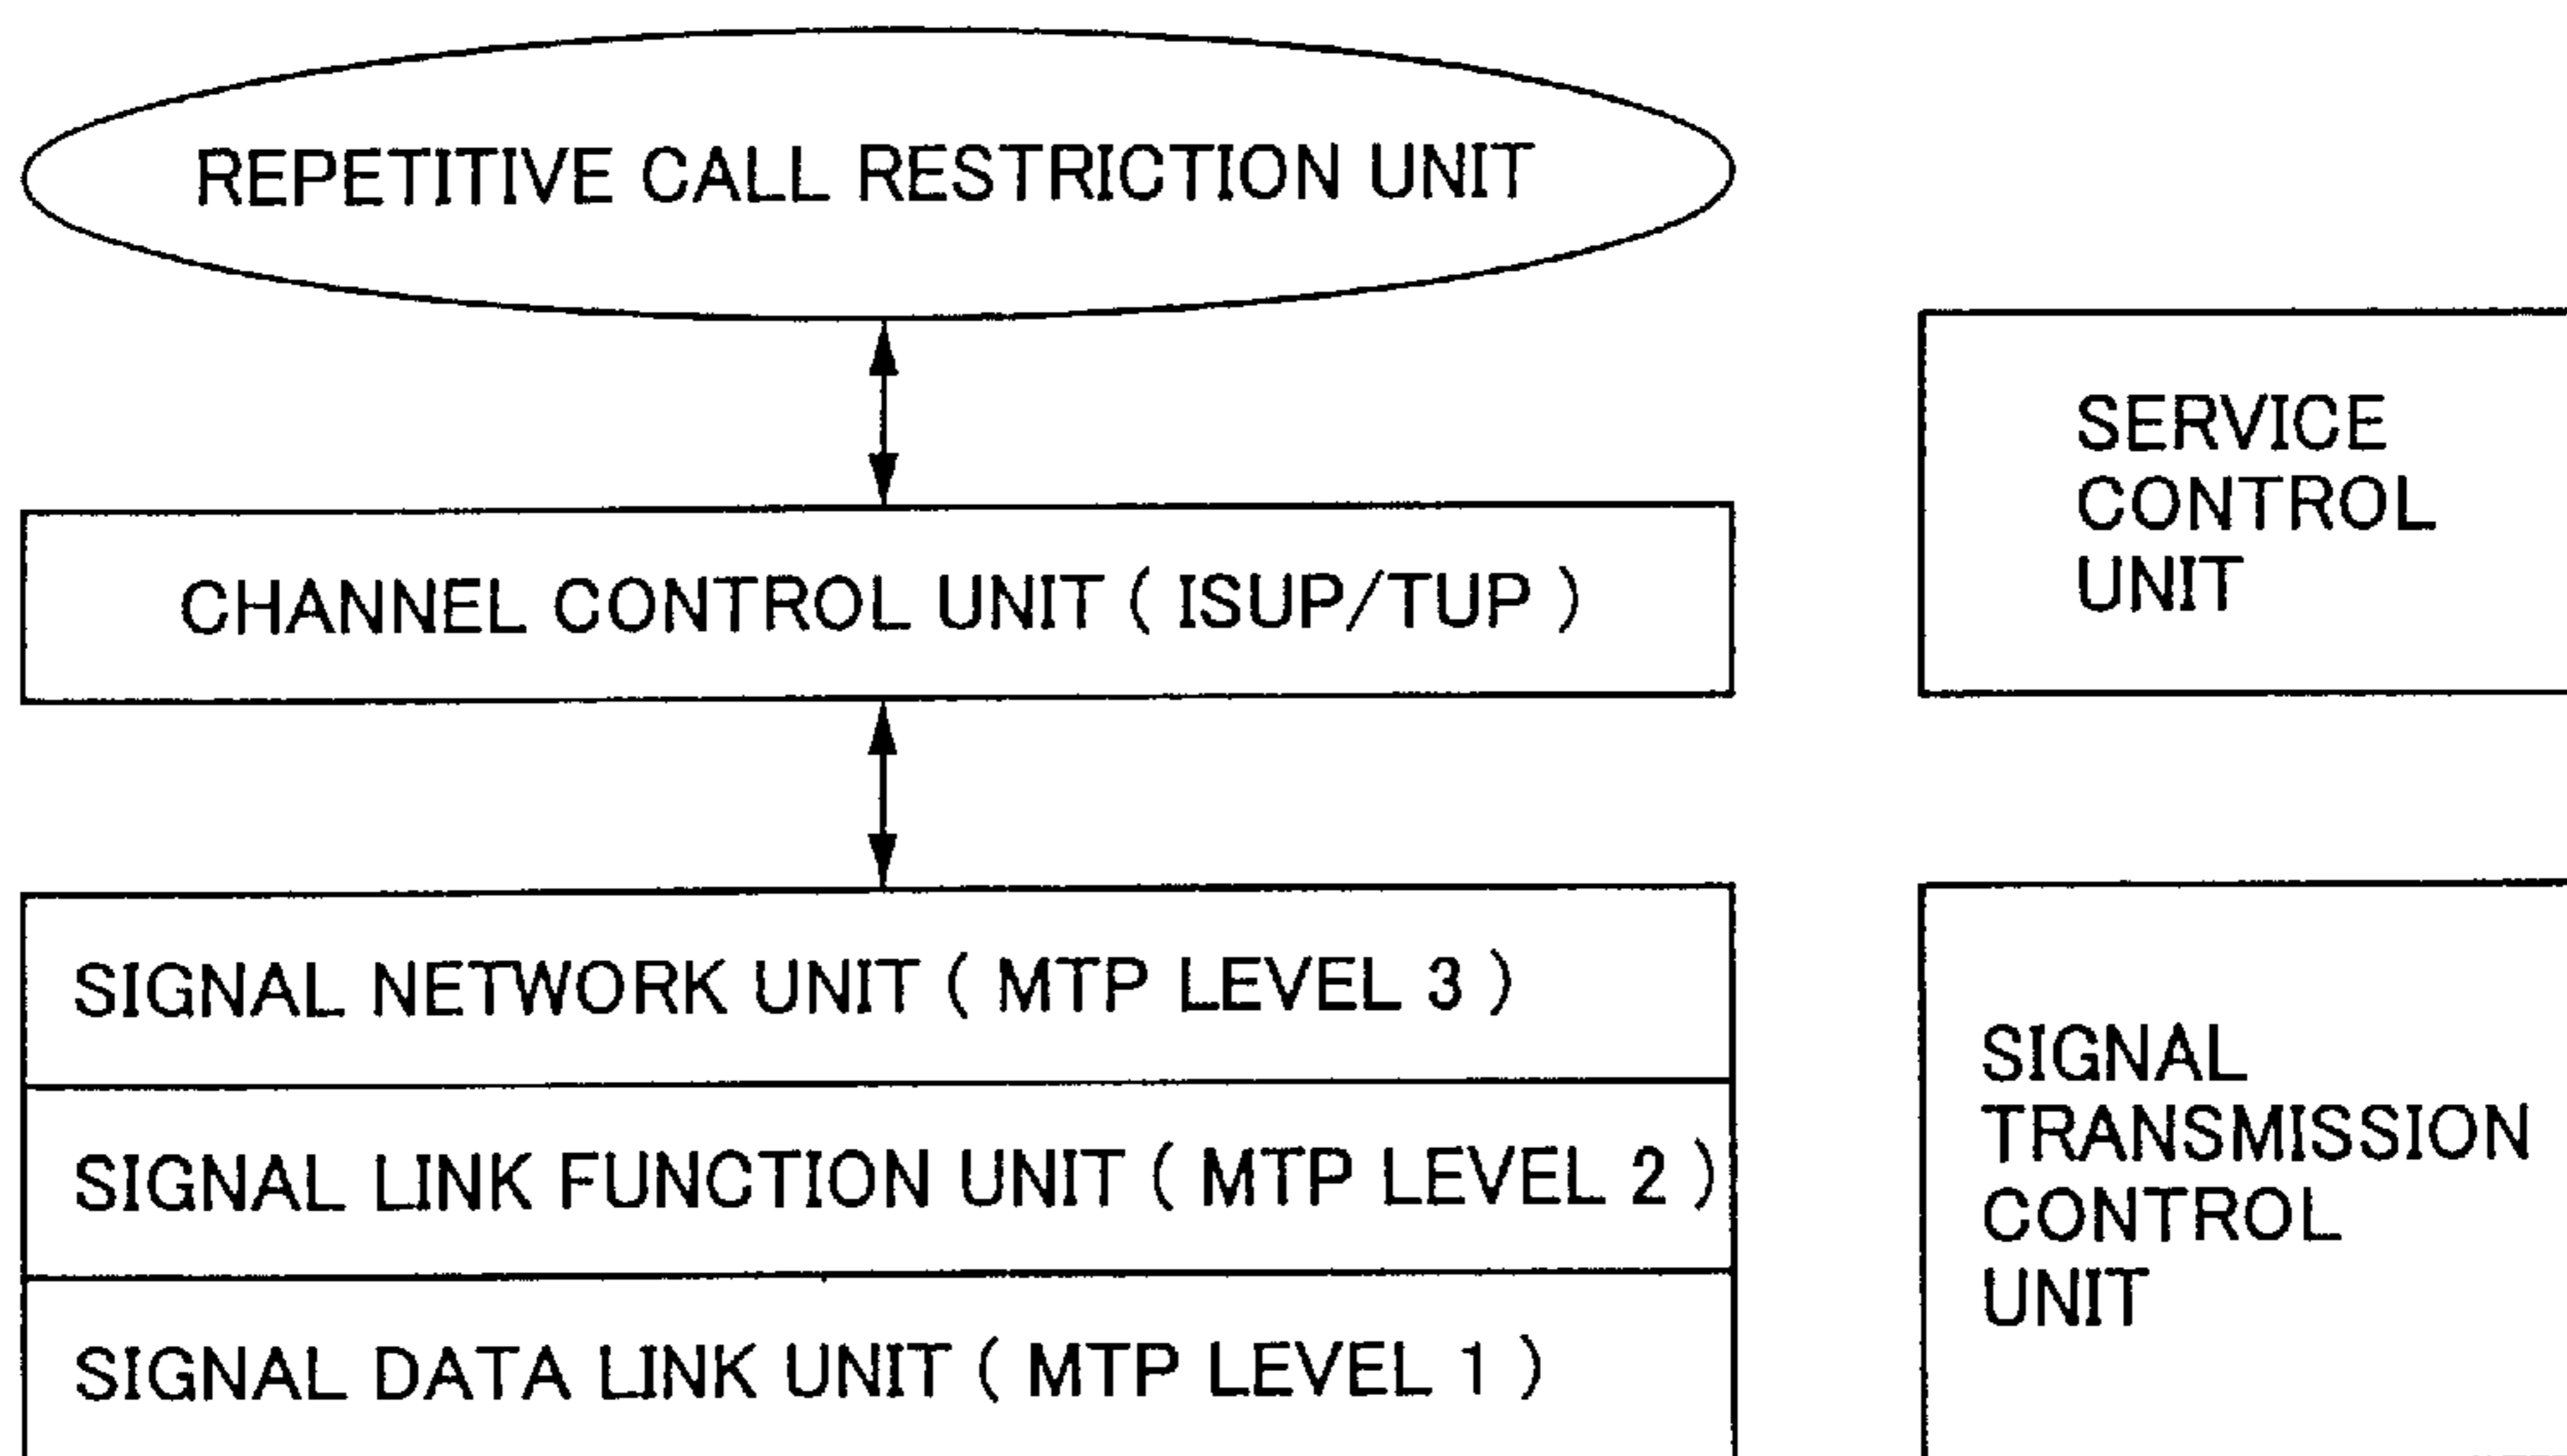 REPETITIVE CALL RESTRICTION UNIT
SERVICE
CONTROL
UNIT
CHANNEL CONTROL UNIT ( ISUP/TUP )
SIGNAL NETWORK UNIT ( MTP LEVEL 3 )
SIGNAL LINK FUNCTION UNIT ( MTP LEVEL 2 )
SIGNAL DATA LINK UNIT ( MTP LEVEL 1 )
SIGNAL
TRANSMISSION
CONTROL
UNIT